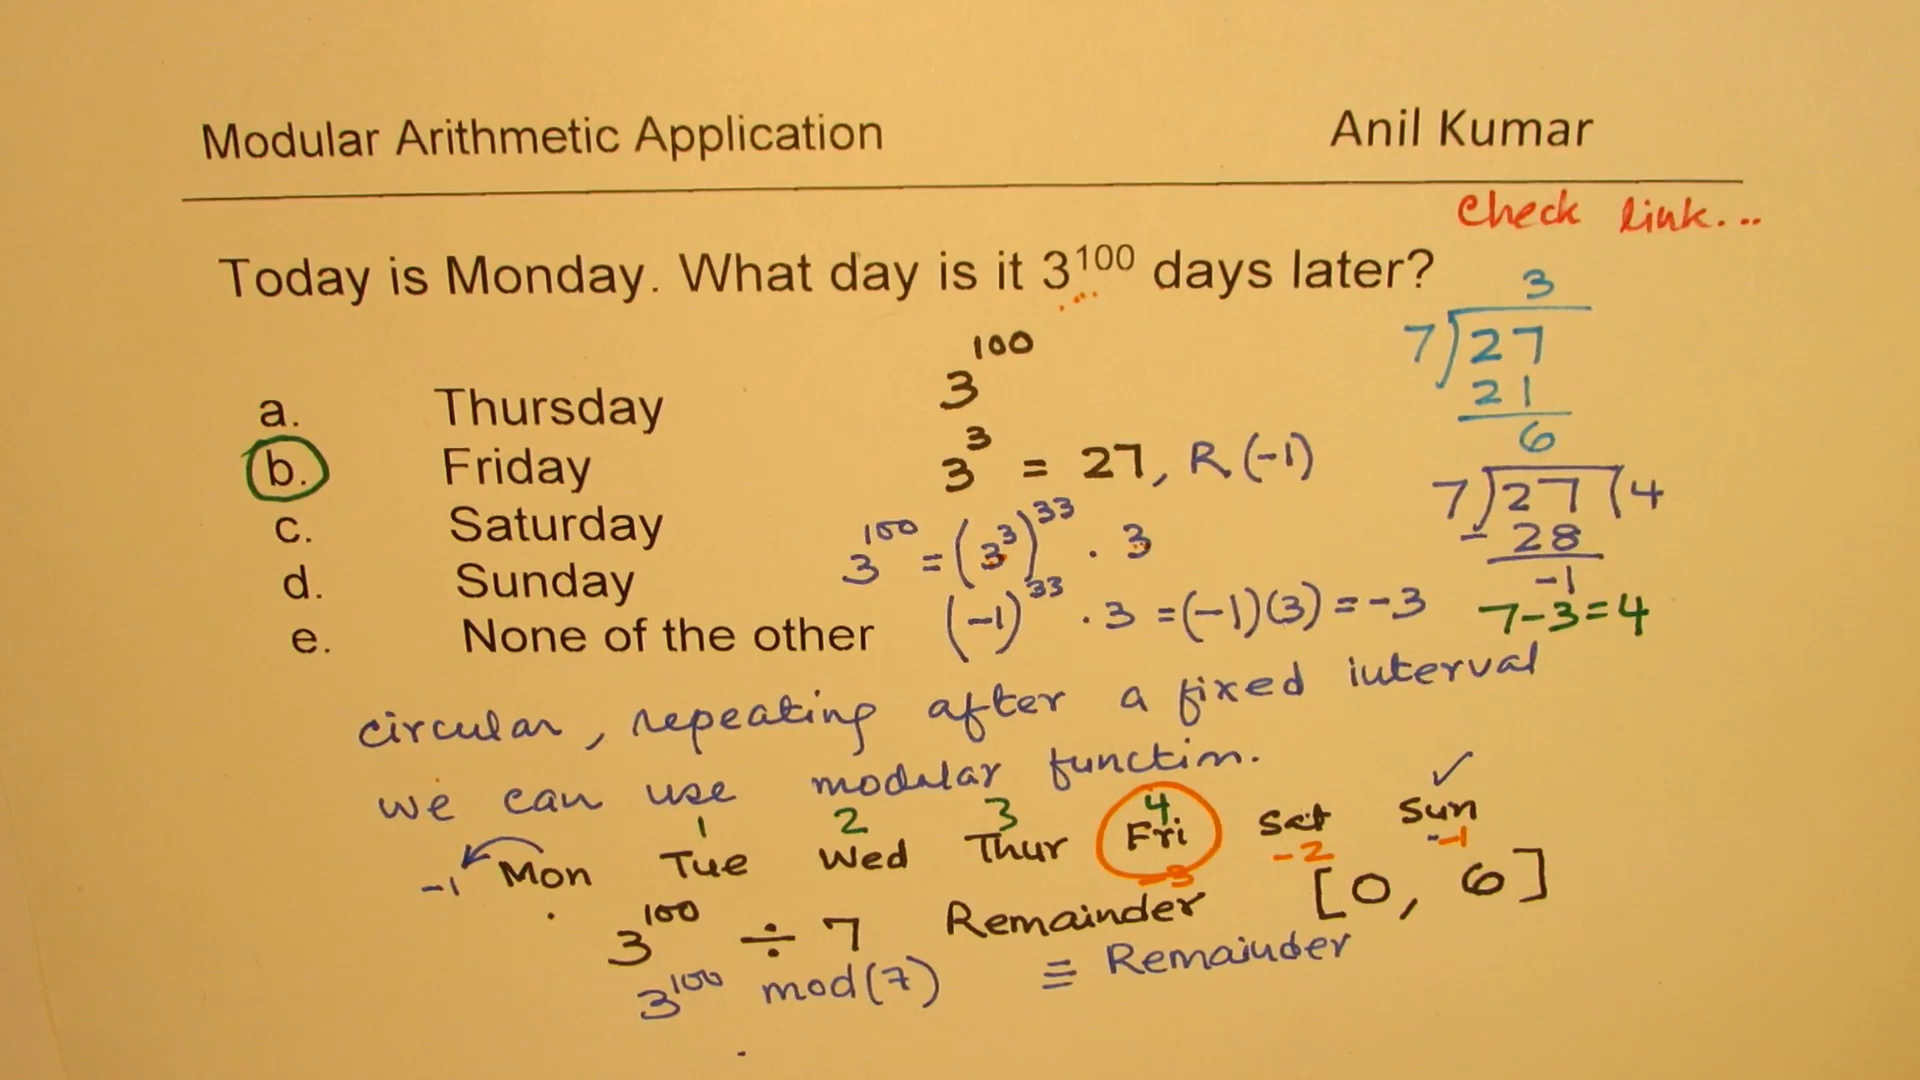 Modular Arithmetic Application Anil Kumar
Check link...
Today is Monday. What day is it 3¹⁰⁰ days later?
a. Thursday
b. Friday
c. Saturday
d. Sunday
e. None of the other
3¹⁰⁰
3³ = 27, R (-1)
3¹⁰⁰ = (3³)³³ . 3
(-1)³³ . 3 = (-1)(3) = -3
3
7)27
21
6
7)27(4
- 28
-1
7-3=4
circular, repeating after a fixed interval
we can use modular function.
1 2 3 4 ✓
-1 Mon Tue Wed Thur Fri Sat Sun
-3 -2 -1
3¹⁰⁰ ÷ 7 Remainder [0, 6]
3¹⁰⁰ mod(7) ≡ Remainder